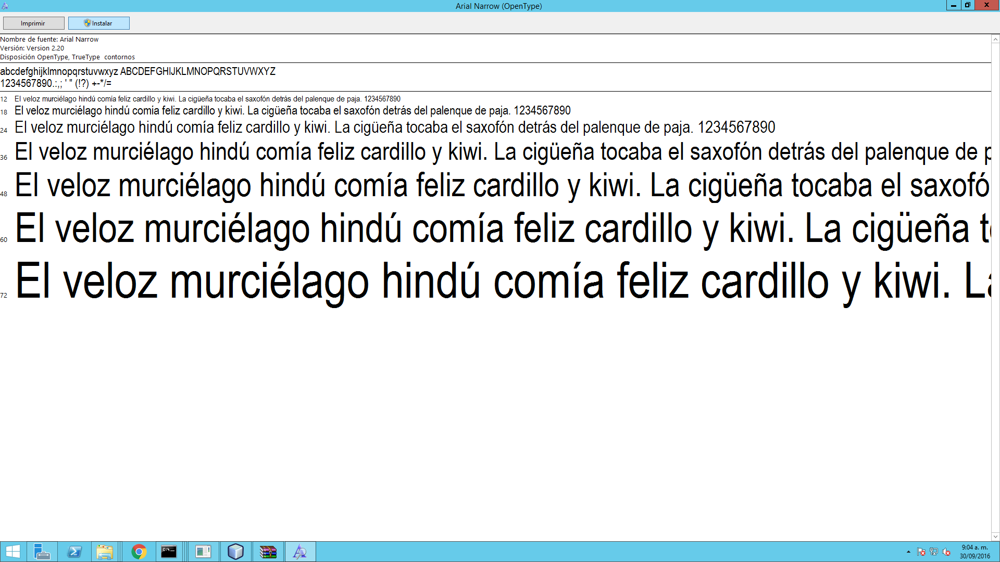 Arial Narrow (OpenType)
Imprimir
Instalar
Nombre de fuente: Arial Narrow
Versión: Version 2.20
Disposición OpenType, TrueType contornos
abcdefghijklmnopqrstuvwxyz ABCDEFGHIJKLMNOPQRSTUVWXYZ
1234567890.:,; ' " (!?) +-*/=
12 El veloz murciélago hindú comía feliz cardillo y kiwi. La cigüeña tocaba el saxofón detrás del palenque de paja. 1234567890
18 El veloz murciélago hindú comía feliz cardillo y kiwi. La cigüeña tocaba el saxofón detrás del palenque de paja. 1234567890
24 El veloz murciélago hindú comía feliz cardillo y kiwi. La cigüeña tocaba el saxofón detrás del palenque de paja. 1234567890
36 El veloz murciélago hindú comía feliz cardillo y kiwi. La cigüeña tocaba el saxofón detrás del palenque de p
48 El veloz murciélago hindú comía feliz cardillo y kiwi. La cigüeña tocaba el saxofó
60 El veloz murciélago hindú comía feliz cardillo y kiwi. La cigüeña t
72 El veloz murciélago hindú comía feliz cardillo y kiwi. La
9:04 a. m.
30/09/2016